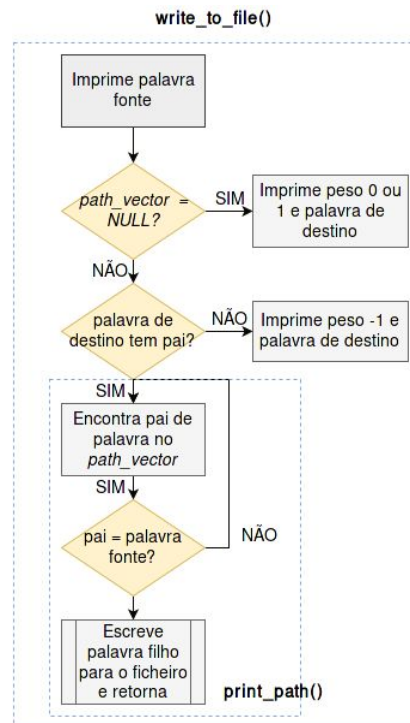 write_to_file()
Imprime palavra
fonte
path_vector =
NULL?
SIM
Imprime peso 0 ou
1 e palavra de
destino
NÃO
palavra de
destino tem pai?
NÃO
Imprime peso -1 e
palavra de destino
SIM
Encontra pai de
palavra no
path_vector
SIM
pai = palavra
fonte?
NÃO
Escreve
palavra filho
para o ficheiro
e retorna
print_path()